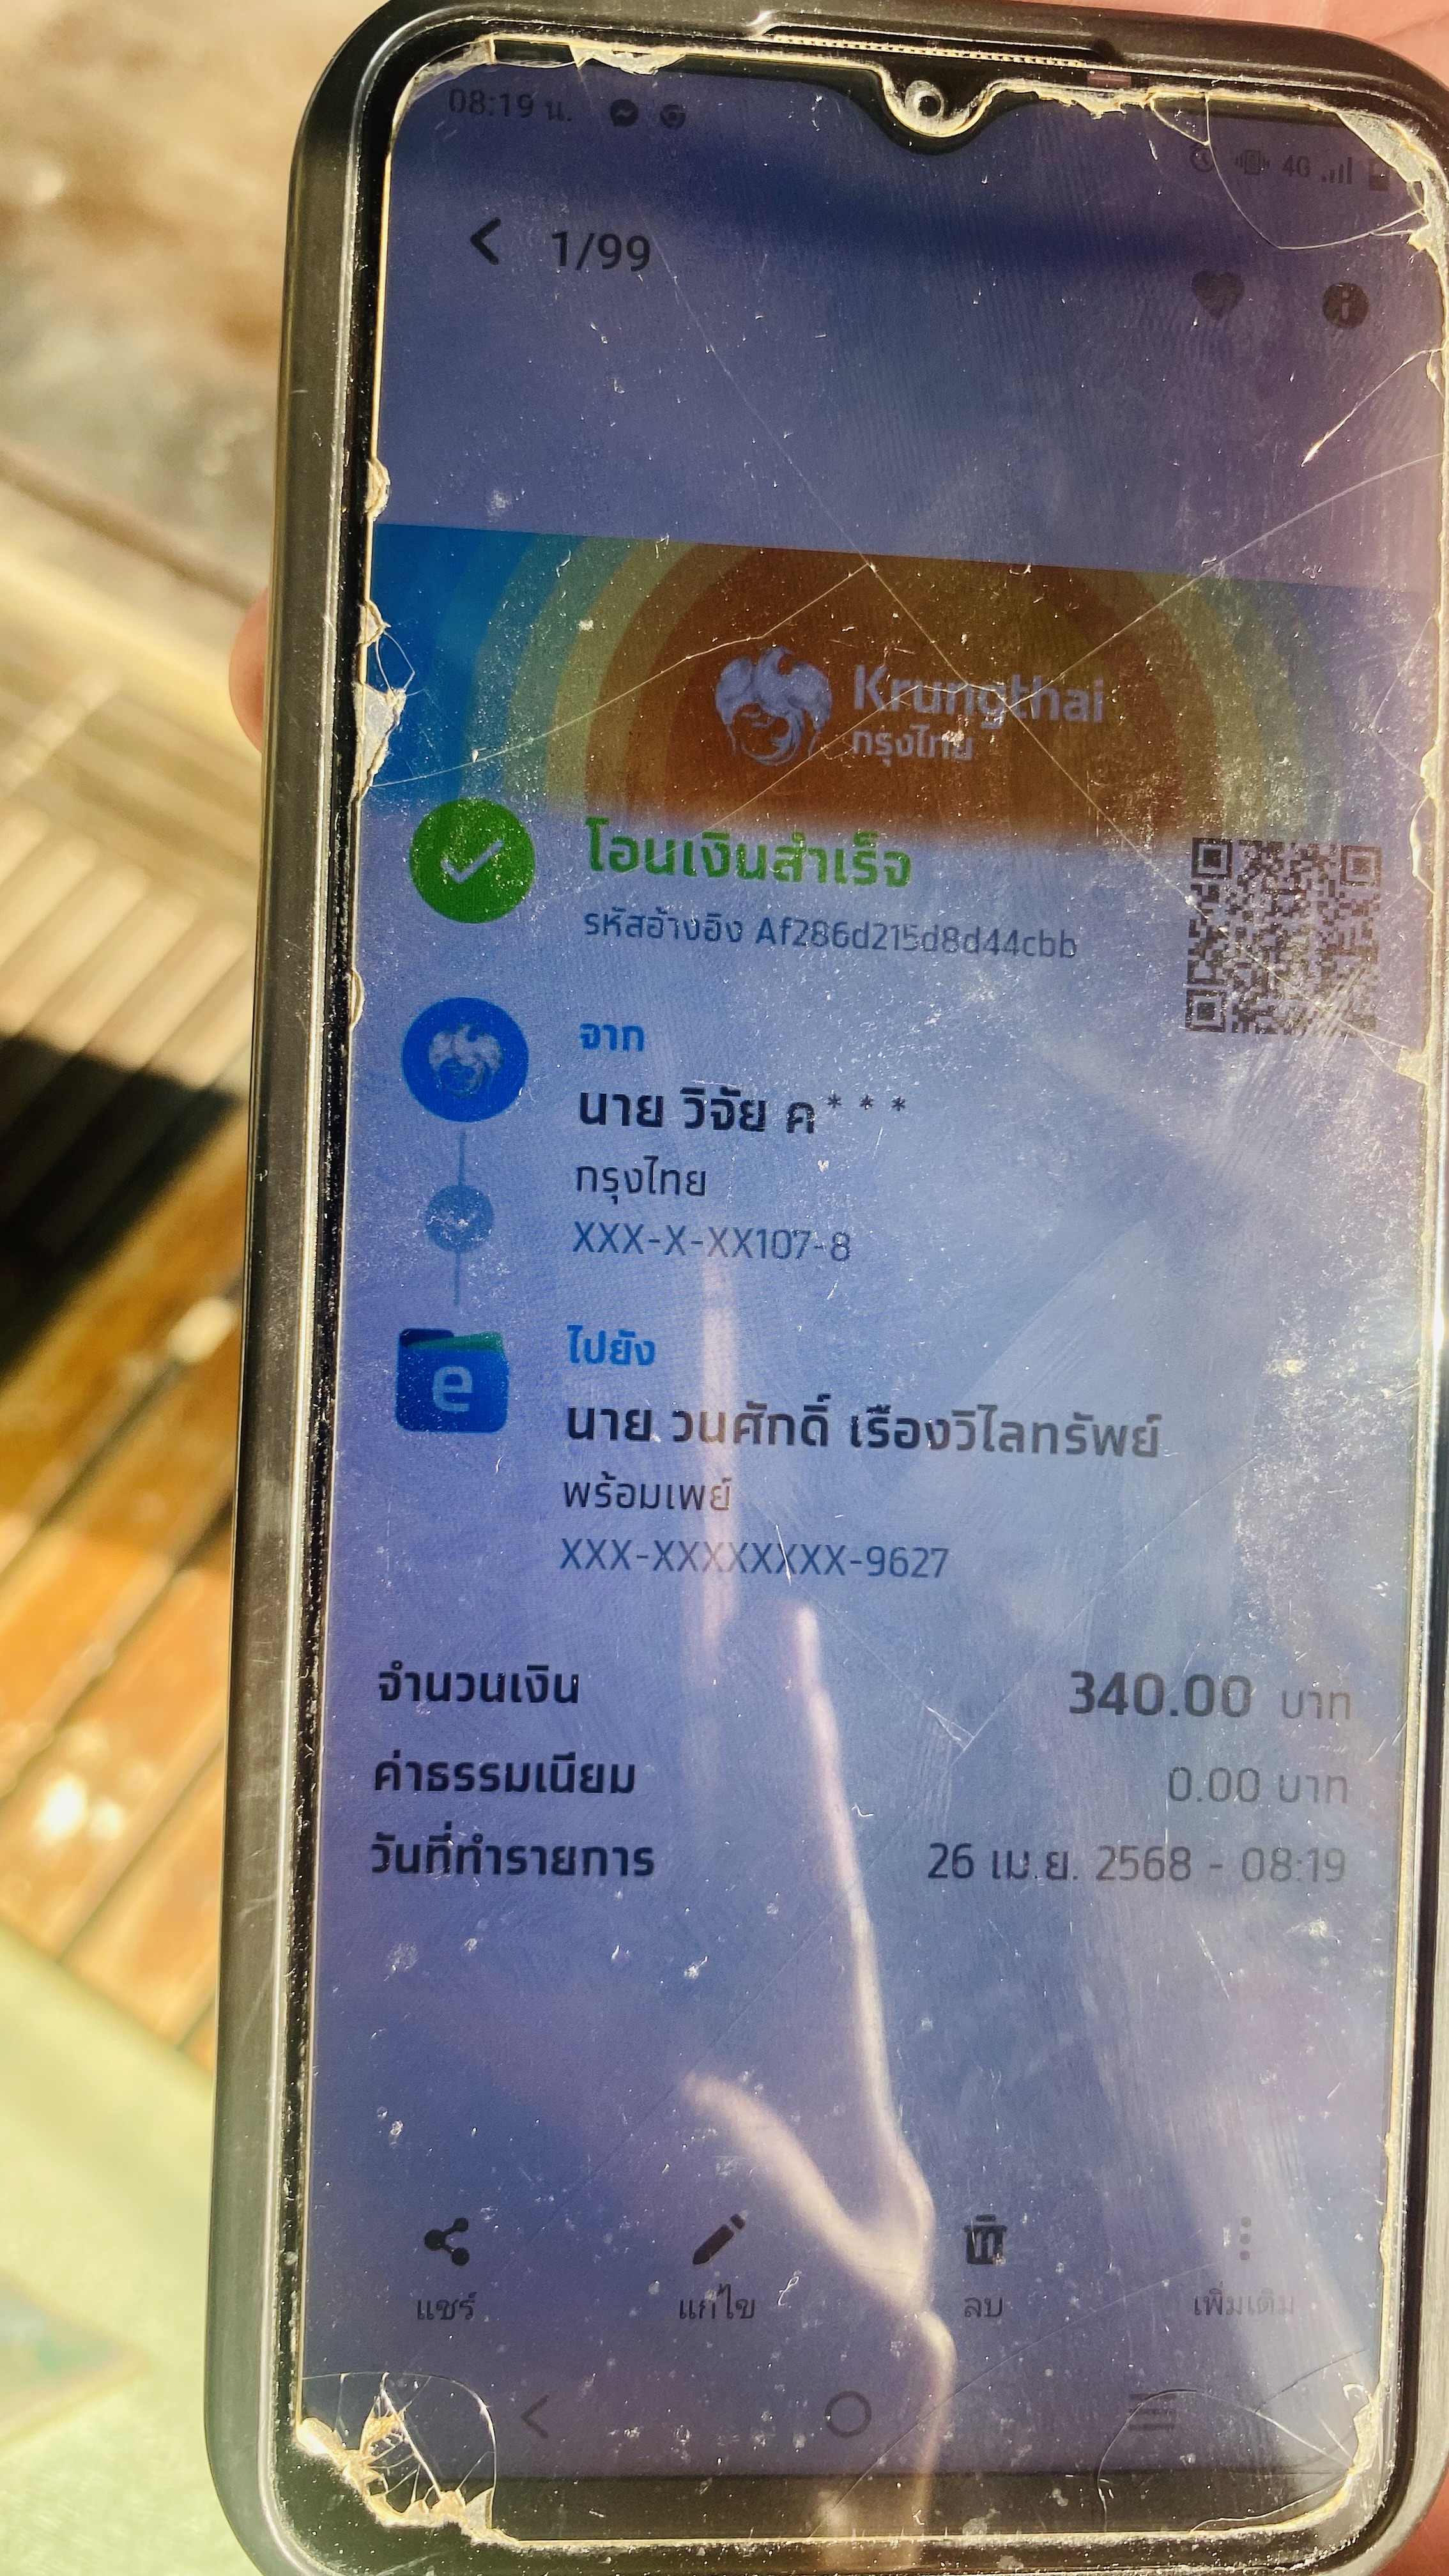 08:19 น.
4G
1/99
Krungthai
กรุงไทย
โอนเงินสำเร็จ
รหัสอ้างอิง Af286d215d8d44cbb
จาก
นาย วิจัย ค***
กรุงไทย
XXX-X-XX107-8
e
ไปยัง
นาย วนศักดิ์ เรืองวิไลทรัพย์
พร้อมเพย์
XXX-XXXXXXXX-9627
จำนวนเงิน 340.00 บาท
ค่าธรรมเนียม 0.00 บาท
วันที่ทำรายการ 26 เม.ย. 2568 - 08:19
แชร์ แก้ไข ลบ เพิ่มเติม